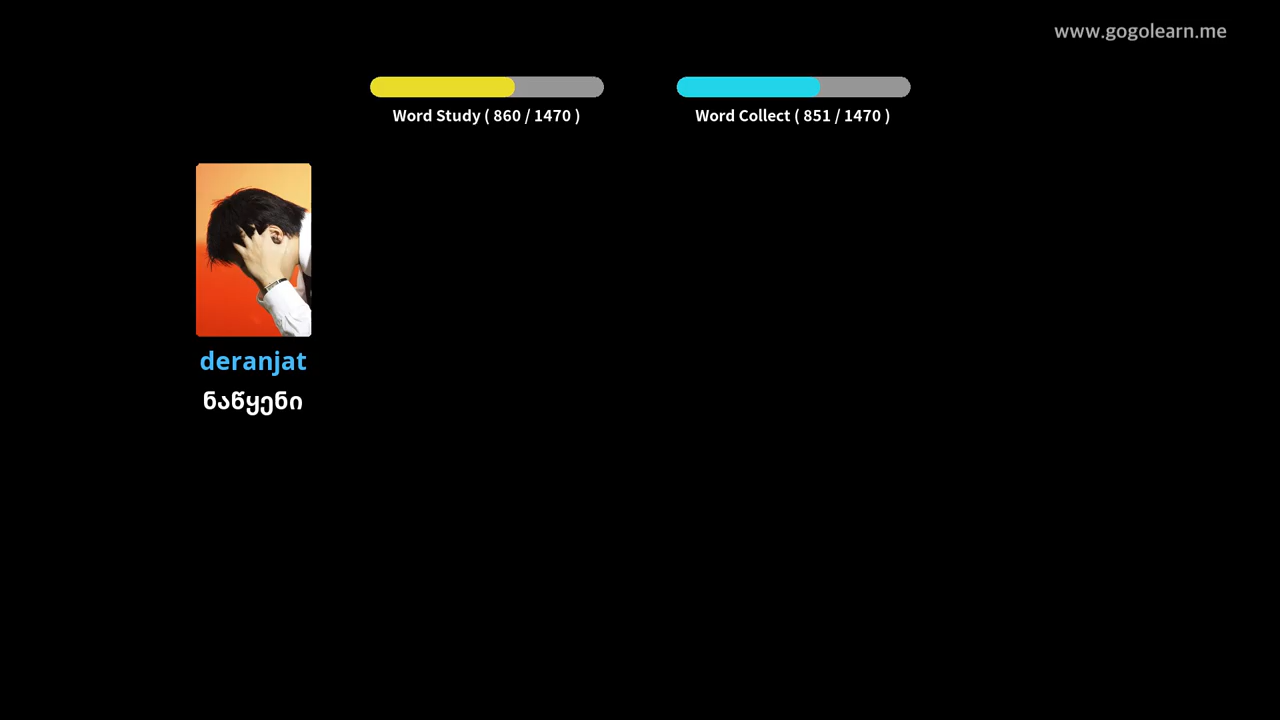 www.gogolearn.me
Word Study ( 860 / 1470 )
Word Collect ( 851 / 1470 )
deranjat
ნაწყენი